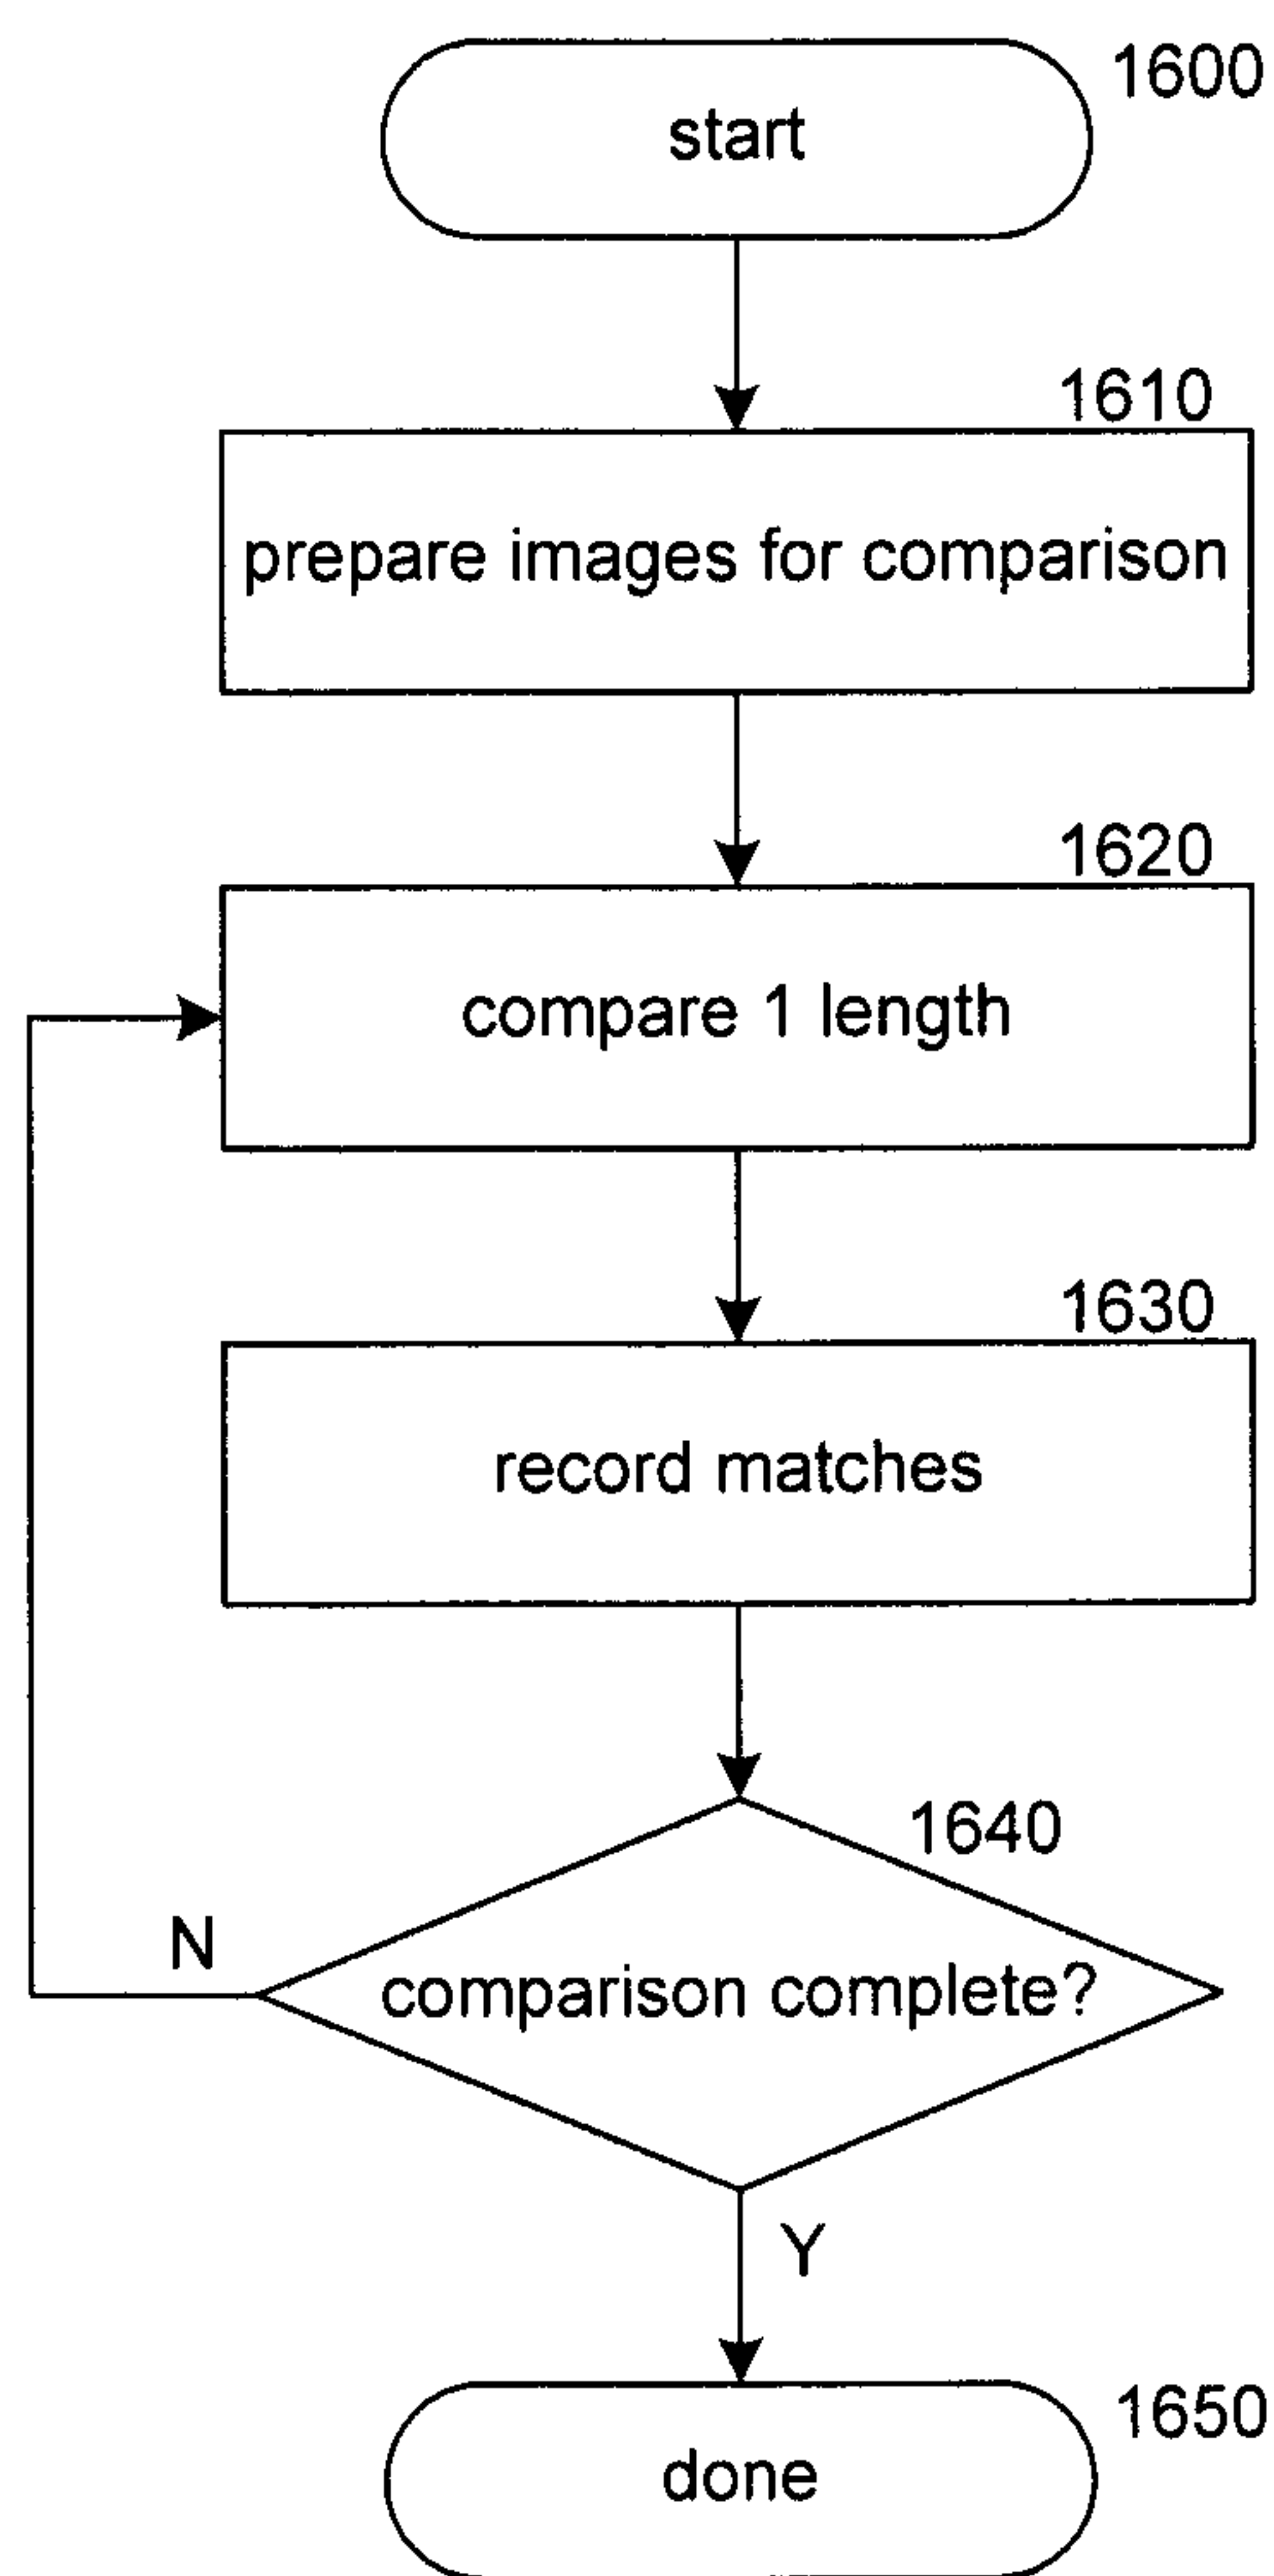 1600
start
1610
prepare images for comparison
1620
compare 1 length
1630
record matches
1640
N
comparison complete?
Y
1650
done